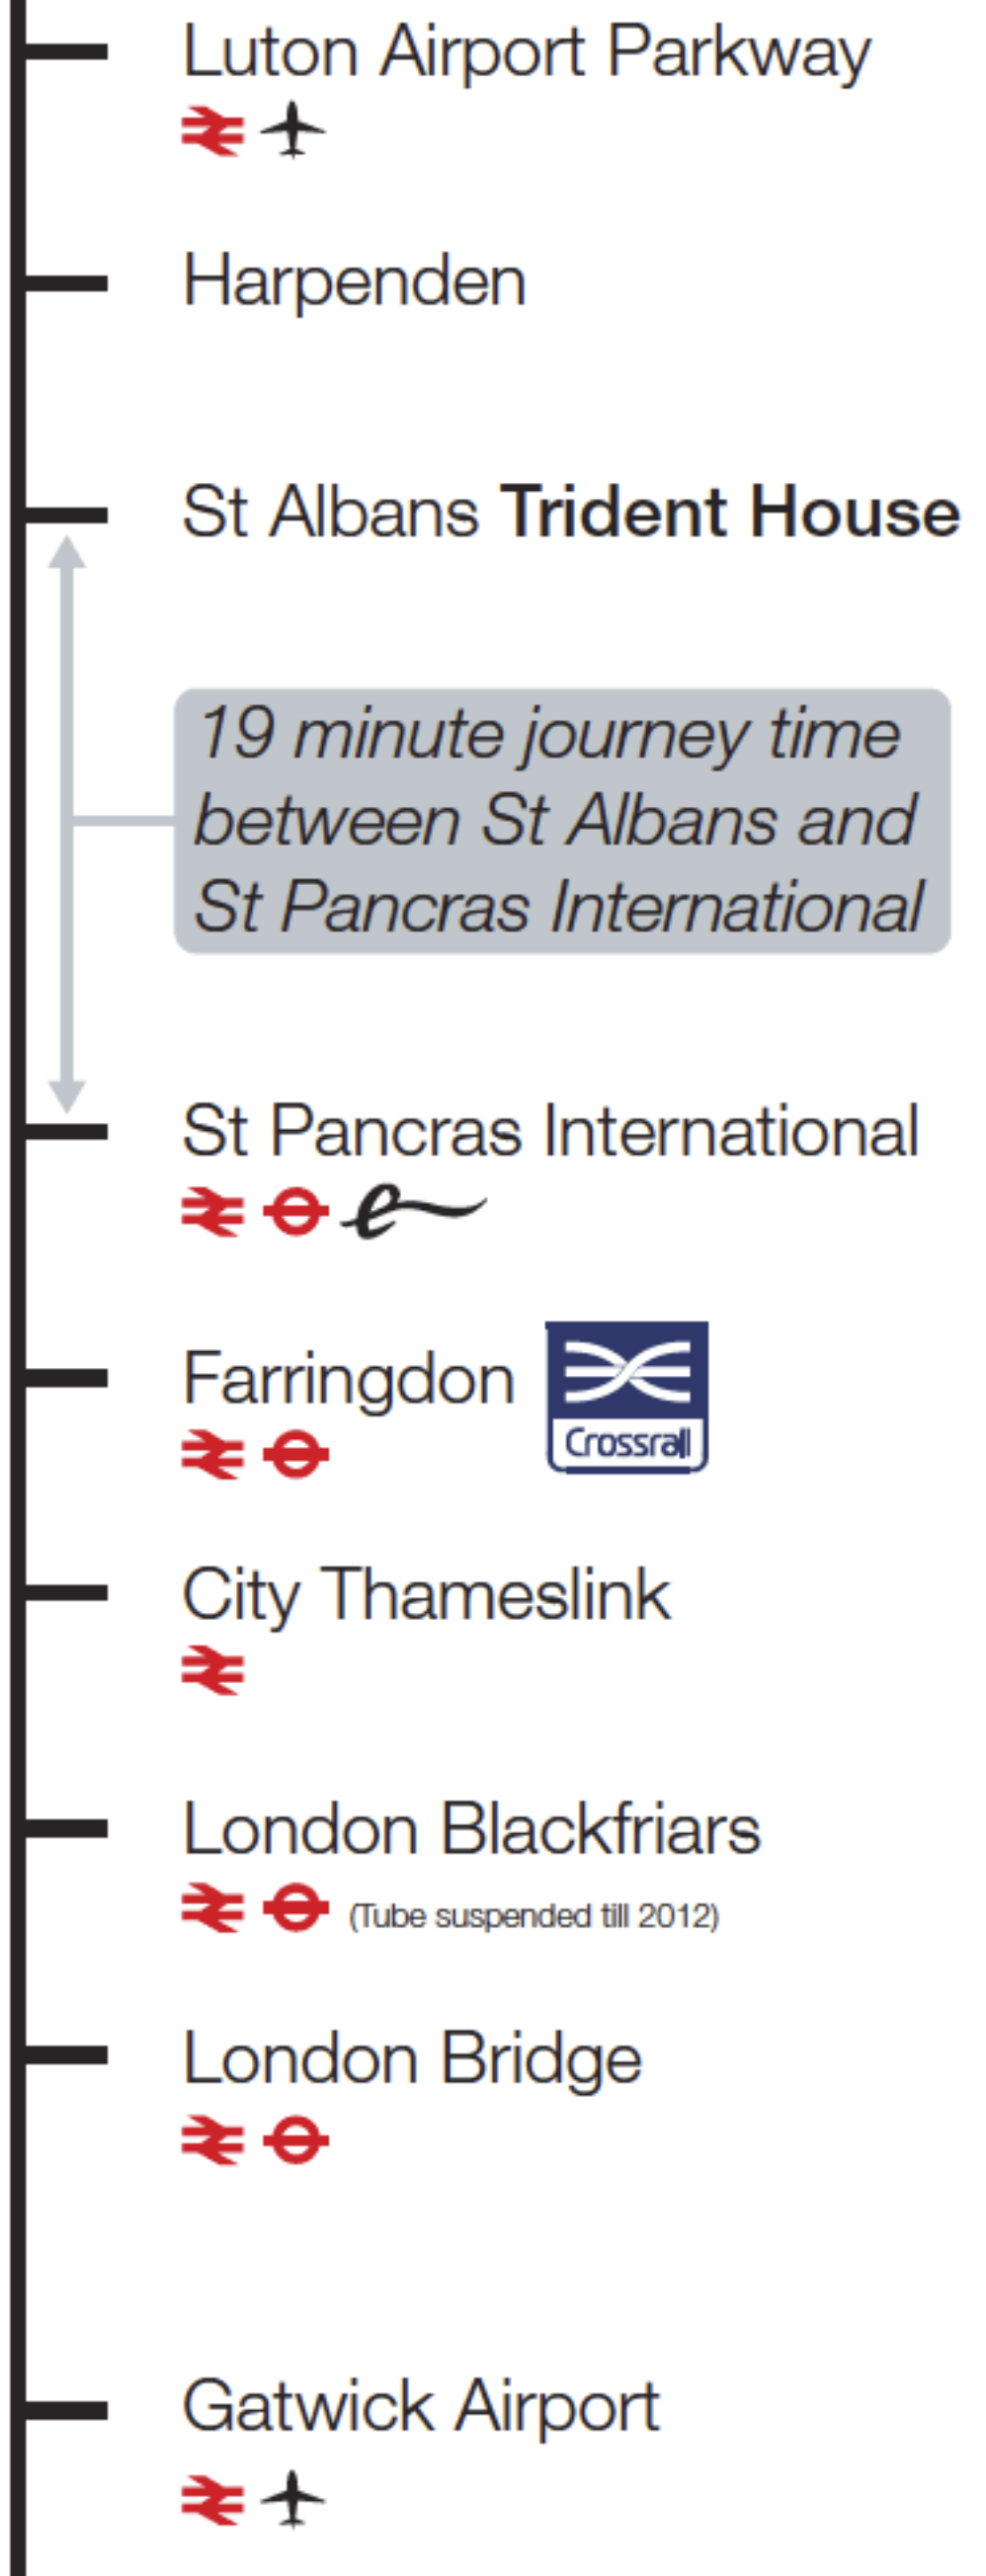 Luton Airport Parkway
Harpenden
St Albans Trident House
19 minute journey time
between St Albans and
St Pancras International
St Pancras International
e
Farringdon
Crossrail
City Thameslink
London Blackfriars
(Tube suspended till 2012)
London Bridge
Gatwick Airport